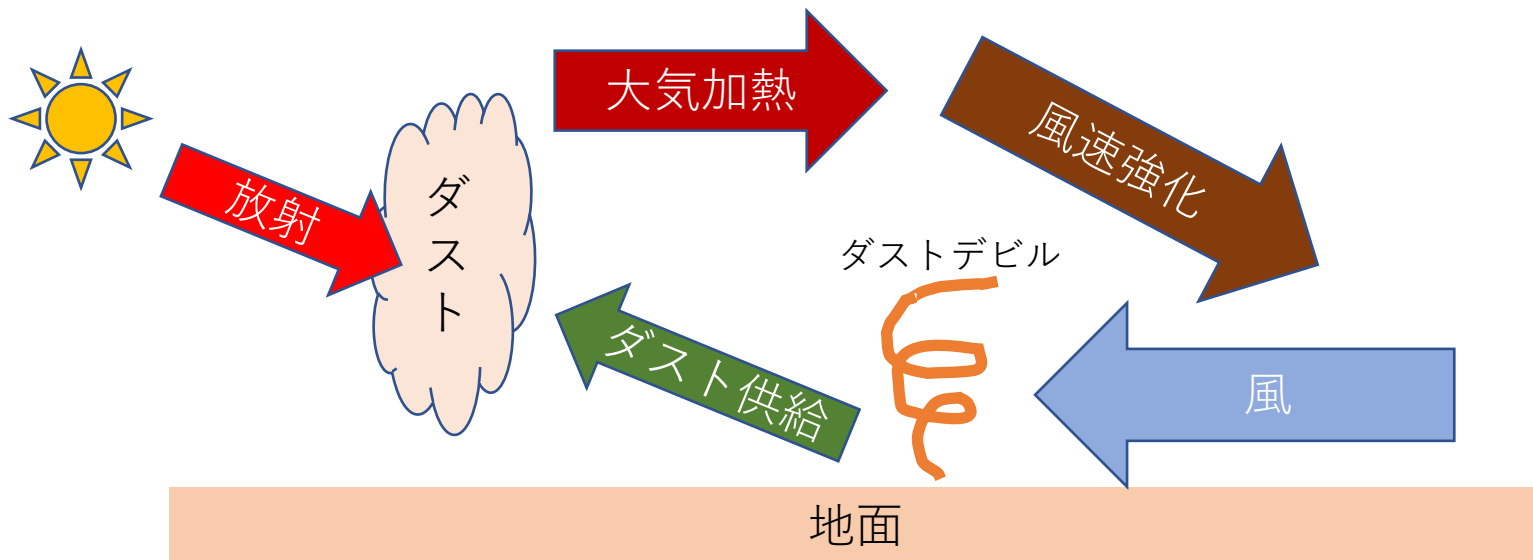 大気加熱
風速強化
放射
ダスト
ダストデビル
ダスト供給
風
地面